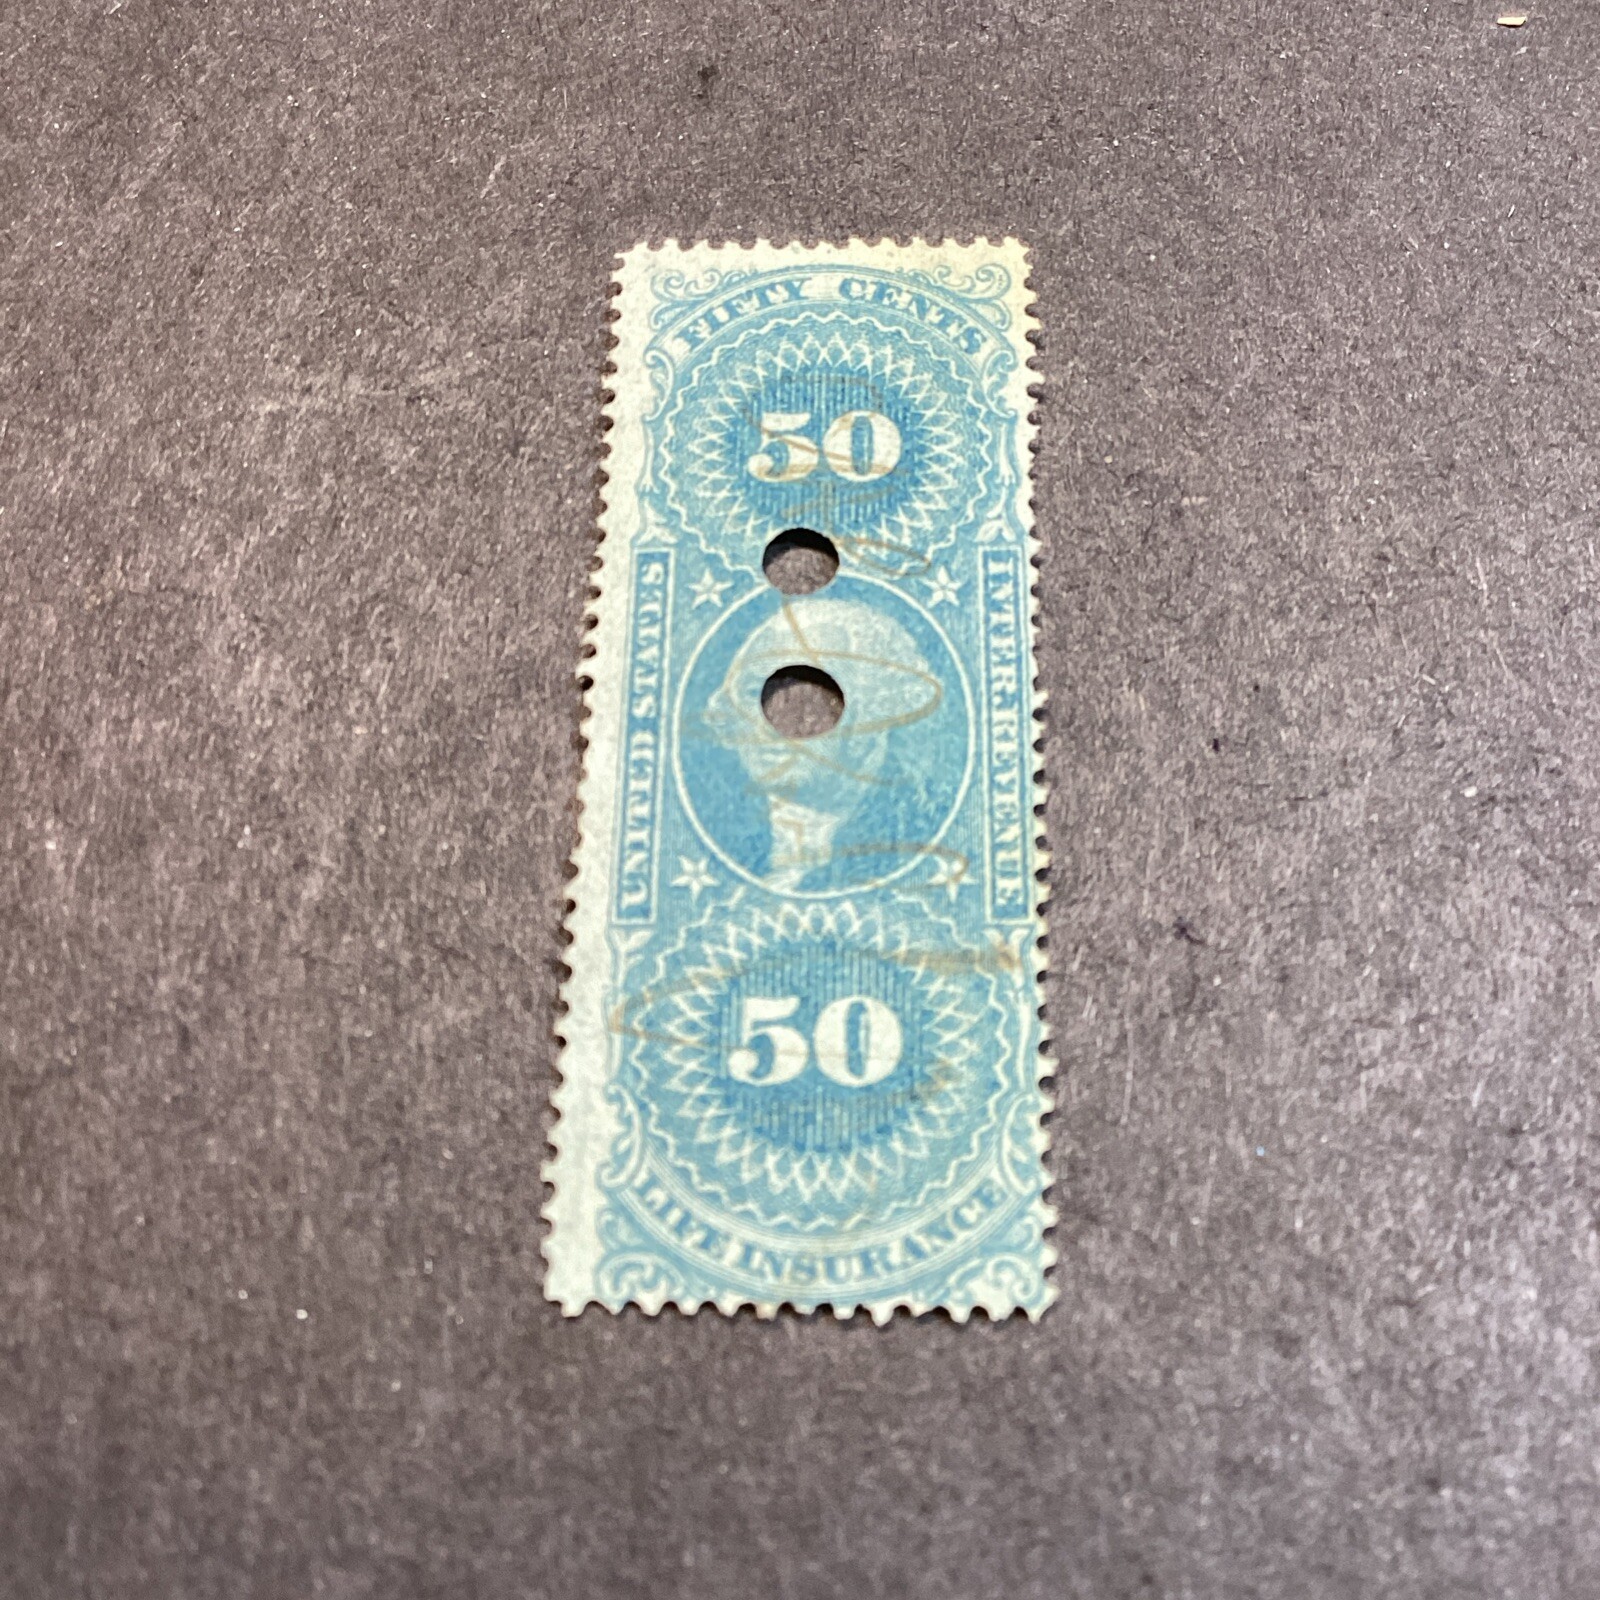 FIFTY CENTS
50
UNITED STATES
INTER. REVENUE
50
LIFE INSURANCE